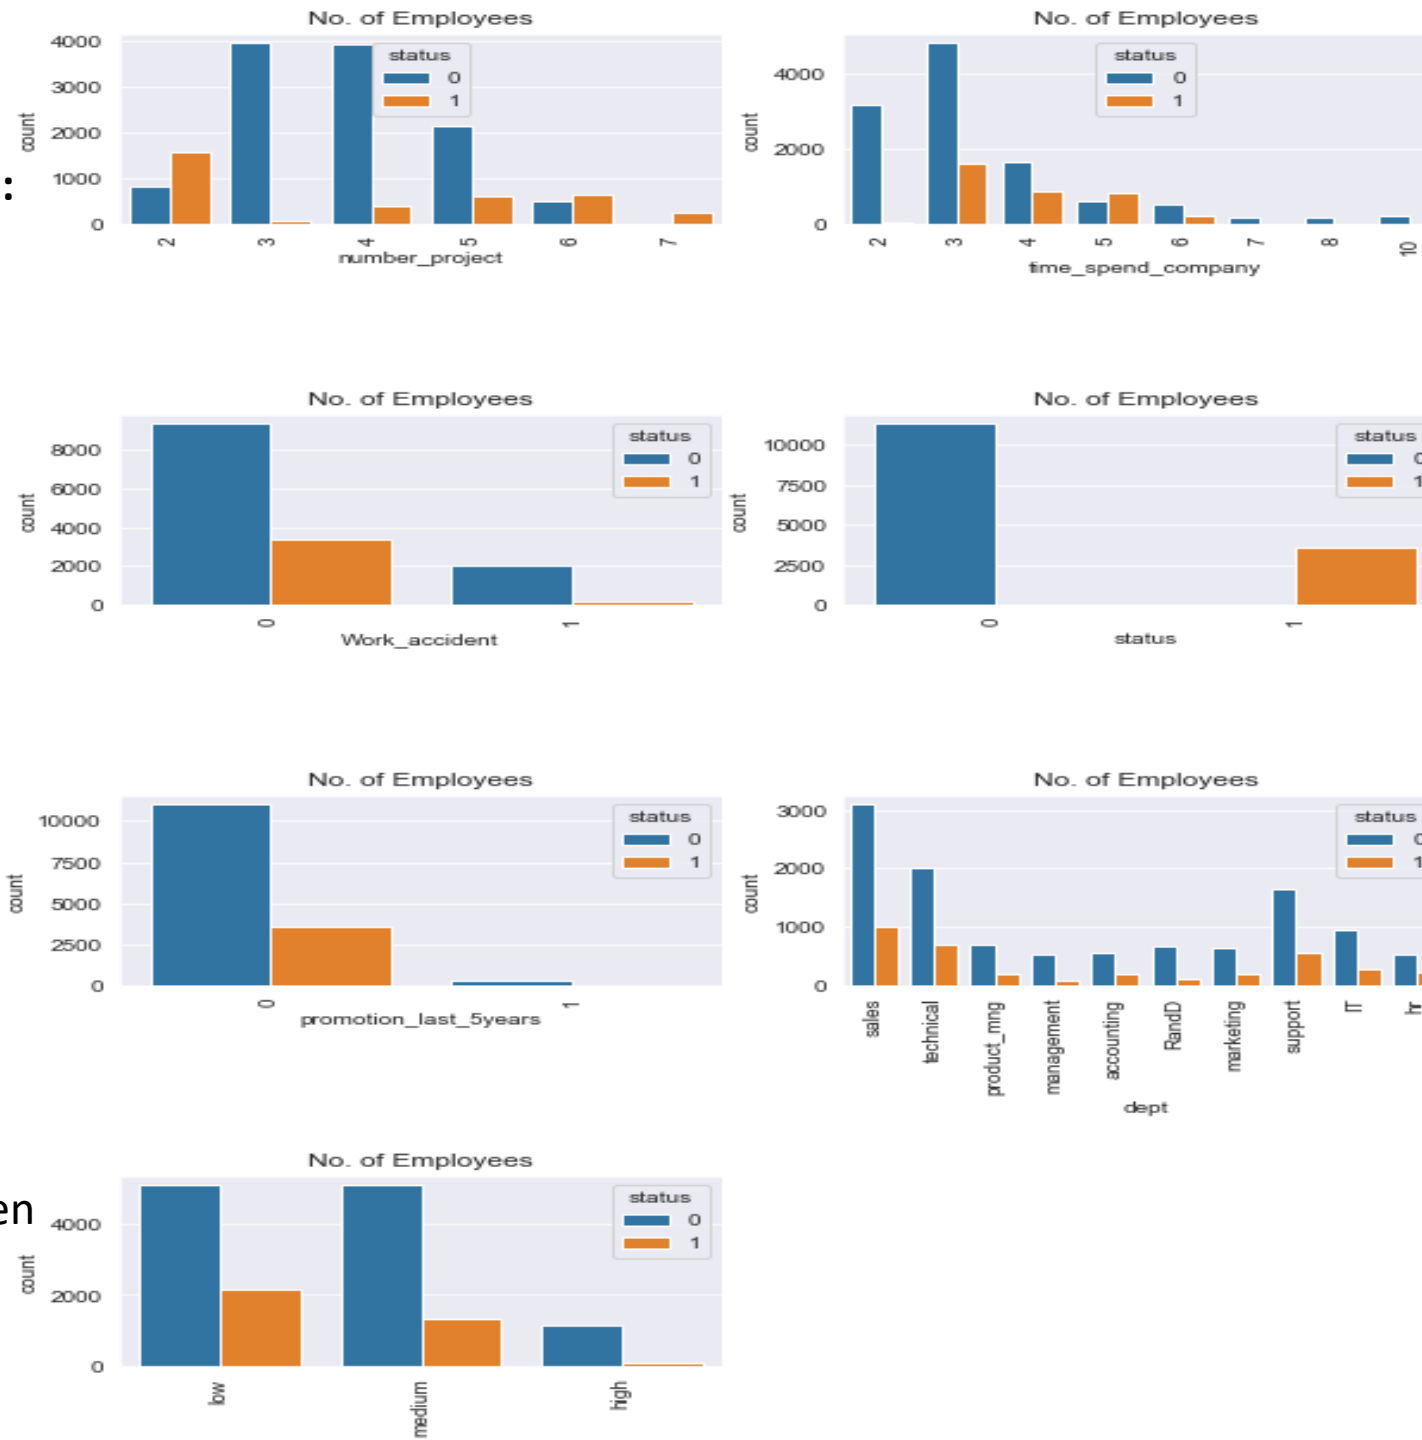 No. of Employees
4000
3000
2000
1000
0
count
status
0
1
2
3
4
5
6
7
number_project
No. of Employees
4000
2000
0
count
status
0
1
2
3
4
5
6
7
8
10
time_spend_company
:
No. of Employees
8000
6000
4000
2000
0
count
status
0
1
0
1
Work_accident
No. of Employees
10000
7500
5000
2500
0
count
status
0
1
0
1
status
No. of Employees
10000
7500
5000
2500
0
count
status
0
1
0
1
promotion_last_5years
No. of Employees
3000
2000
1000
0
count
status
0
1
sales
technical
product_mng
management
accounting
RandD
marketing
support
IT
hr
dept
No. of Employees
en
4000
2000
0
count
status
0
1
low
medium
high